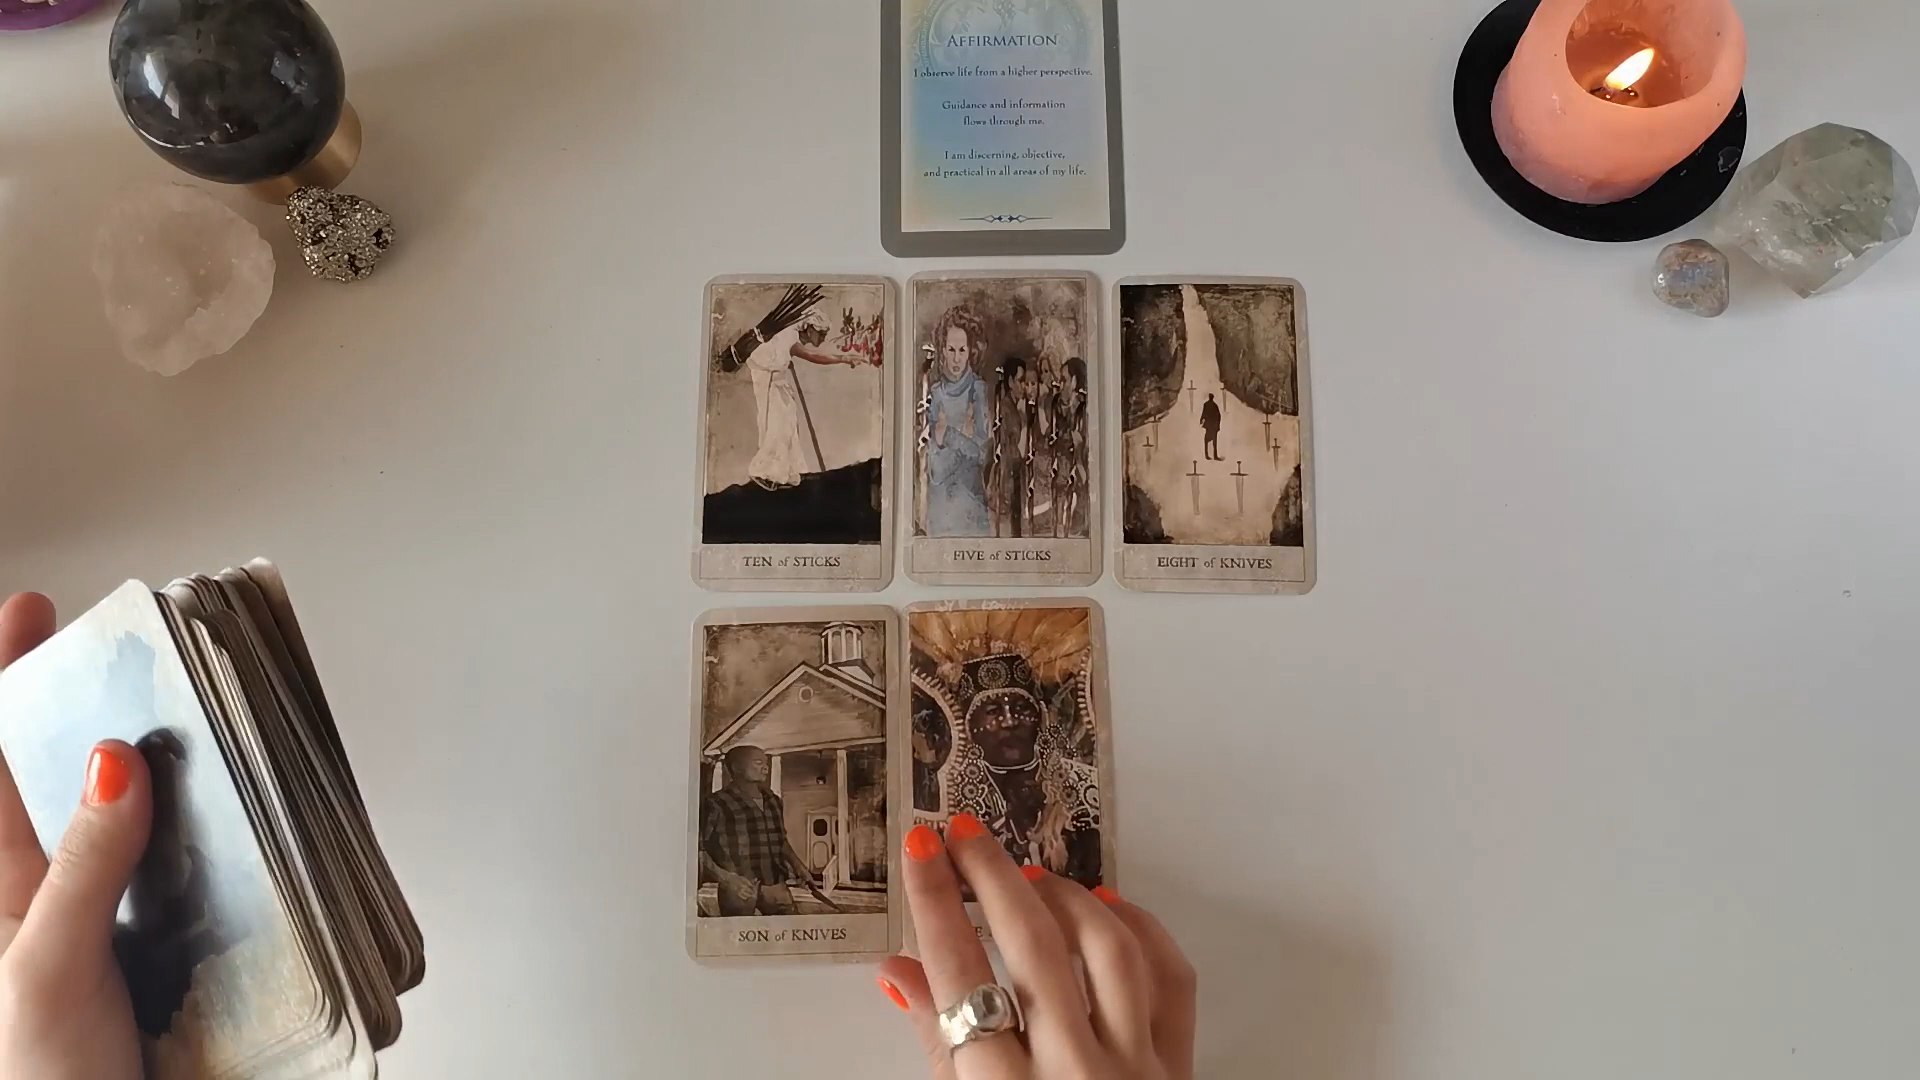 AFFIRMATION
I observe life from a higher perspective.
Guidance and information
flows through me.
I am discerning, objective,
and practical in all areas of my life.
TEN of STICKS
FIVE of STICKS
EIGHT of KNIVES
SON of KNIVES